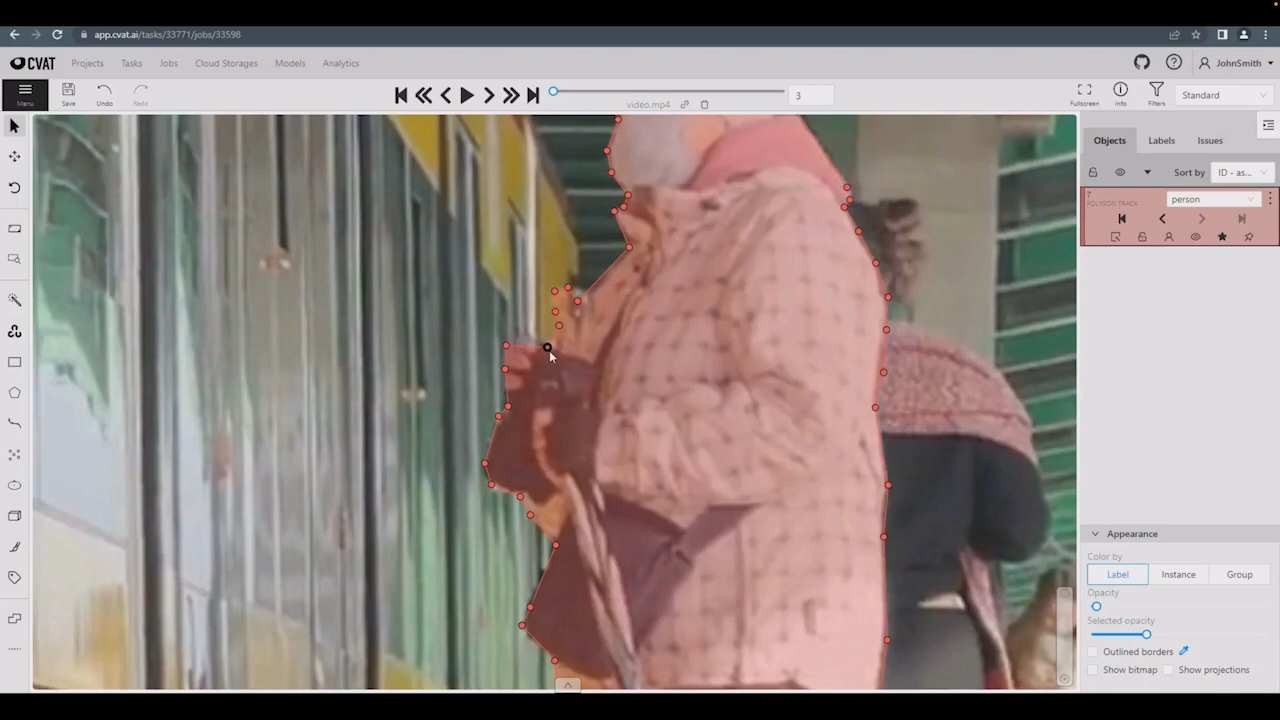 app.cvat.ai/tasks/33771/jobs/33598
CVAT Projects Tasks Jobs Cloud Storages Models Analytics JohnSmith
Menu Save Undo Redo 3 Fullscreen Info Filters Standard
video.mp4
Objects Labels Issues
Sort by ID - as...
7 person
POLYGON TRACK
Appearance
Color by
Label Instance Group
Opacity
Selected opacity
Outlined borders
Show bitmap Show projections